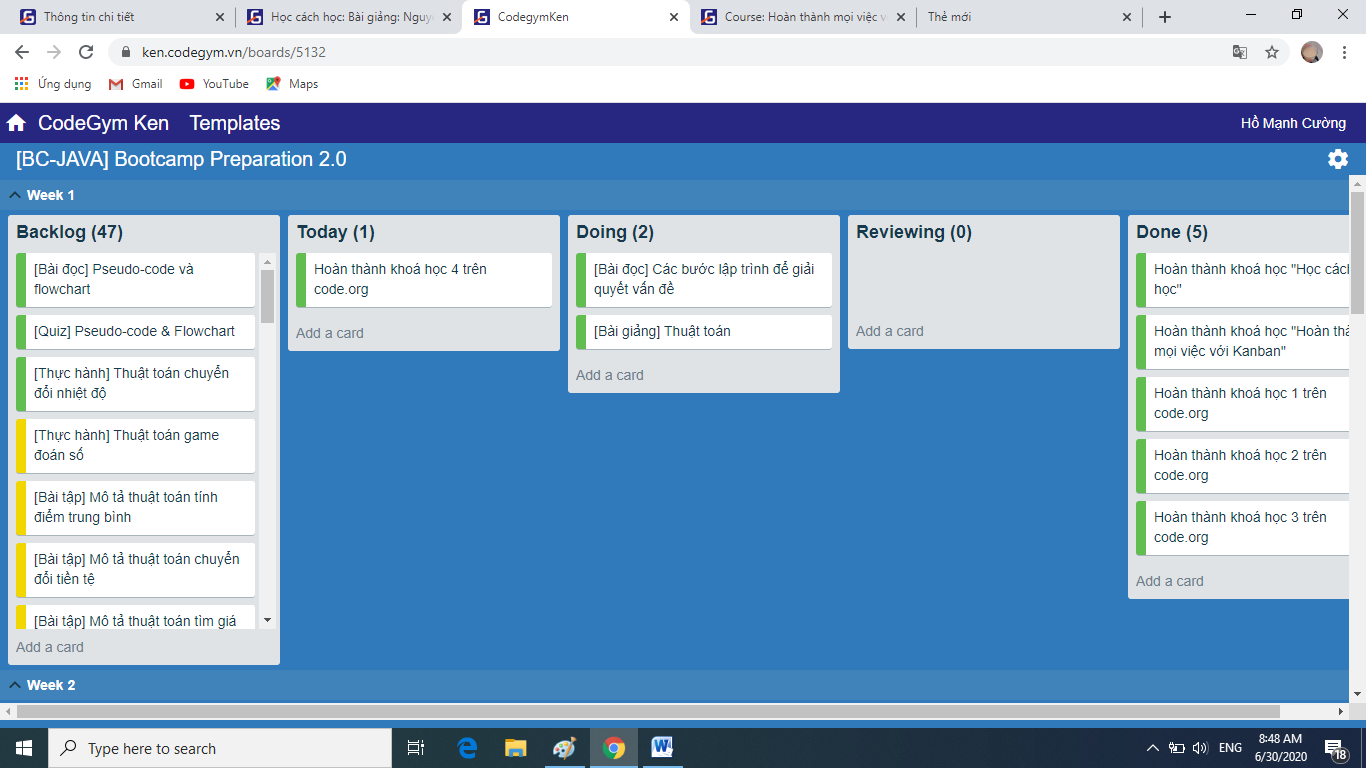 Thông tin chi tiết
Học cách học: Bài giảng: Nguy
CodegymKen
Course: Hoàn thành mọi việc v
Thẻ mới
ken.codegym.vn/boards/5132
Ứng dụng
Gmail
YouTube
Maps
CodeGym Ken
Templates
Hồ Mạnh Cường
[BC-JAVA] Bootcamp Preparation 2.0
Week 1
Backlog (47)
[Bài đọc] Pseudo-code và
flowchart
[Quiz] Pseudo-code & Flowchart
[Thực hành] Thuật toán chuyển
đổi nhiệt độ
[Thực hành] Thuật toán game
đoán số
[Bài tập] Mô tả thuật toán tính
điểm trung bình
[Bài tập] Mô tả thuật toán chuyển
đổi tiền tệ
[Bài tập] Mô tả thuật toán tìm giá
Add a card
Today (1)
Hoàn thành khoá học 4 trên
code.org
Add a card
Doing (2)
[Bài đọc] Các bước lập trình để giải
quyết vấn đề
[Bài giảng] Thuật toán
Add a card
Reviewing (0)
Add a card
Done (5)
Hoàn thành khoá học "Học cách
học"
Hoàn thành khoá học "Hoàn thà
mọi việc với Kanban"
Hoàn thành khoá học 1 trên
code.org
Hoàn thành khoá học 2 trên
code.org
Hoàn thành khoá học 3 trên
code.org
Add a card
Week 2
Type here to search
ENG
8:48 AM
6/30/2020
18